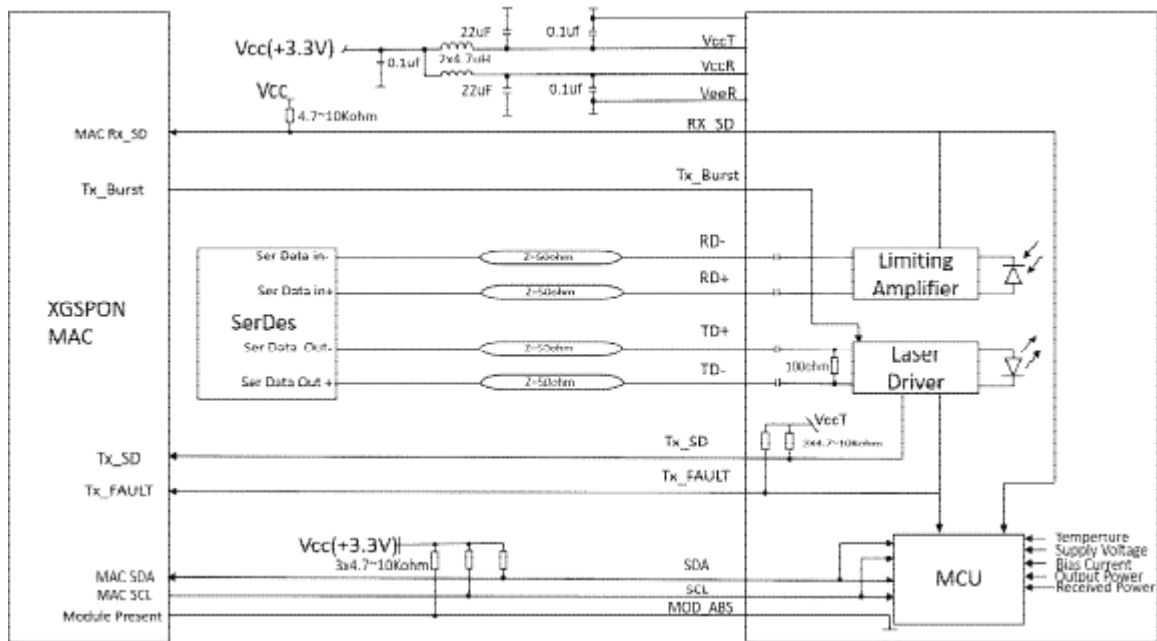 22uF
0.1uf
Vcc(+3.3V)
VccT
0.1uf
2x4.7uH
VccR
22uF
0.1uf
VeeR
Vcc
4.7~10Kohm
MAC Rx_SD
RX_SD
Tx_Burst
Tx_Burst
RD-
Ser Data in-
Z=50ohm
Limiting
Amplifier
RD+
Ser Data in+
Z=50ohm
XGSPON
MAC
SerDes
TD+
Ser Data Out-
Z=50ohm
Laser
Driver
100ohm
TD-
Ser Data Out +
Z=50ohm
VccT
2x4.7~10Kohm
Tx_SD
Tx_SD
Tx_FAULT
Tx_FAULT
Vcc(+3.3V)
3x4.7~10Kohm
MCU
Temperture
Supply Voltage
Bias Current
Output Power
Received Power
MAC SDA
SDA
MAC SCL
SCL
Module Present
MOD_ABS